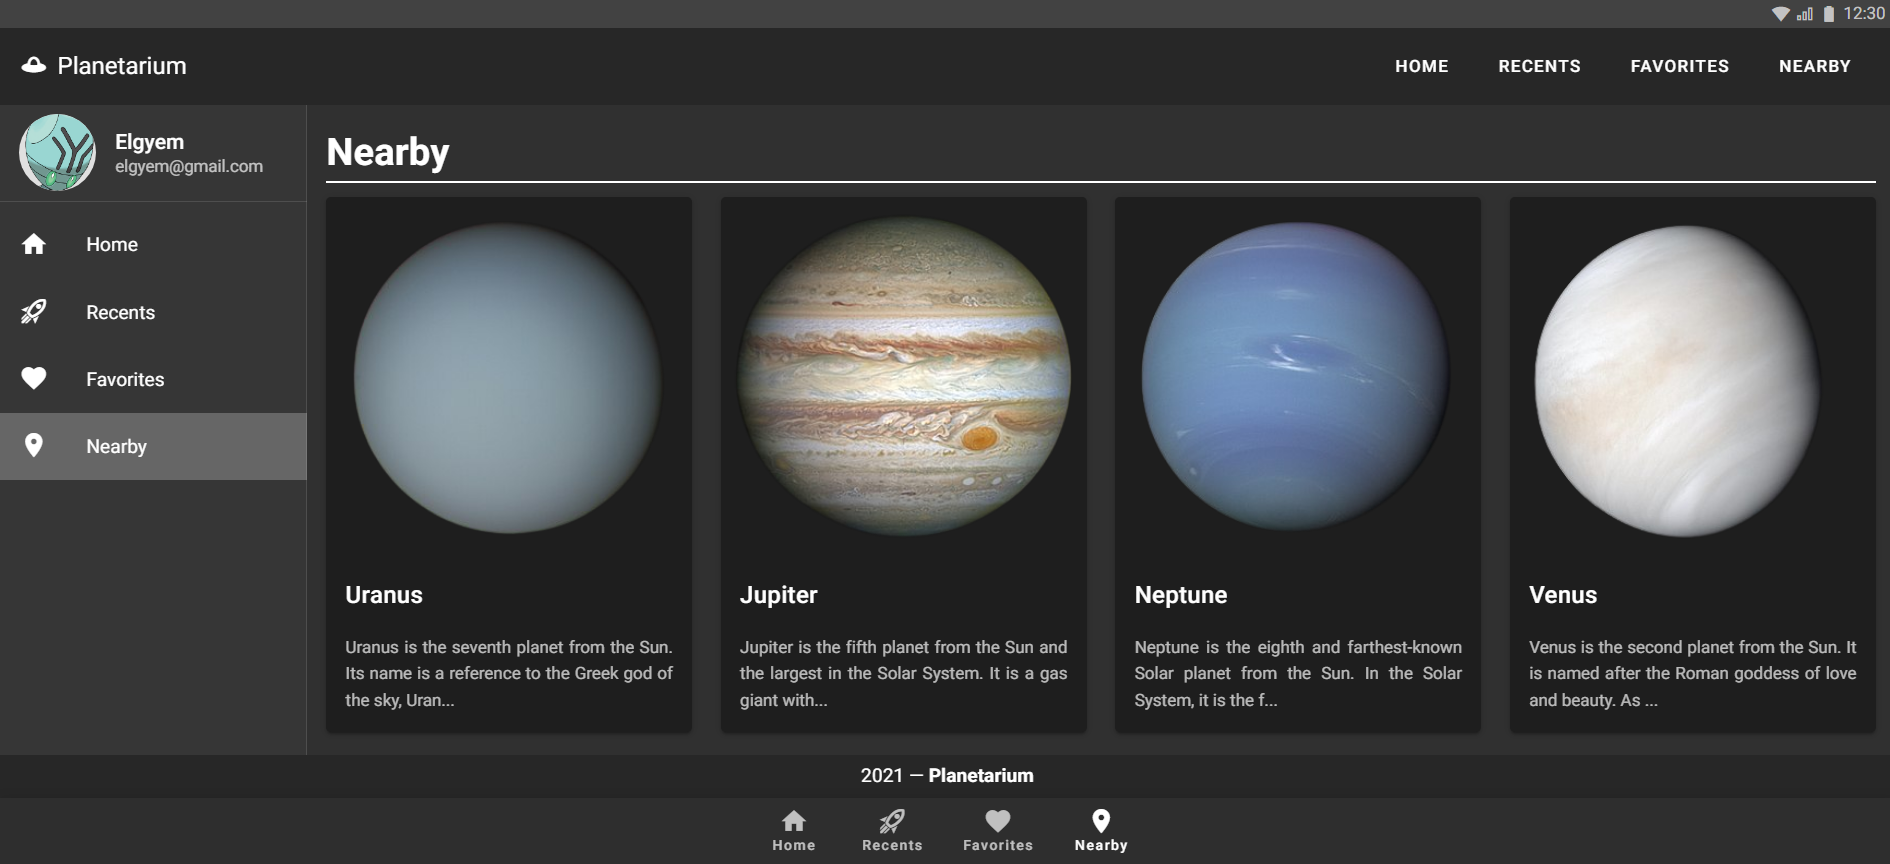 12:30
Planetarium
HOME RECENTS FAVORITES NEARBY
Elgyem
elgyem@gmail.com
Home
Recents
Favorites
Nearby
Nearby
Uranus
Uranus is the seventh planet from the Sun.
Its name is a reference to the Greek god of
the sky, Uran...
Jupiter
Jupiter is the fifth planet from the Sun and
the largest in the Solar System. It is a gas
giant with...
Neptune
Neptune is the eighth and farthest-known
Solar planet from the Sun. In the Solar
System, it is the f...
Venus
Venus is the second planet from the Sun. It
is named after the Roman goddess of love
and beauty. As ...
2021 — Planetarium
Home Recents Favorites Nearby